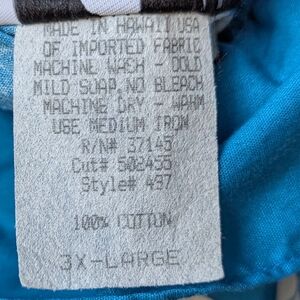 MADE IN HAWAII USA
OF IMPORTED FABRIC
MACHINE WASH - COLD
MILD SOAP NO BLEACH
MACHINE DRY - WARM
USE MEDIUM IRON
R/N# 37145
Cut# 502455
Style# 437
100% COTTON
3X-LARGE